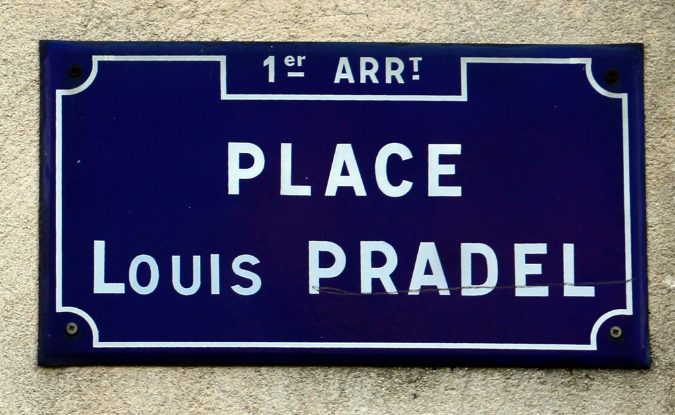 1er ARRT
PLACE
Louis PRADEL